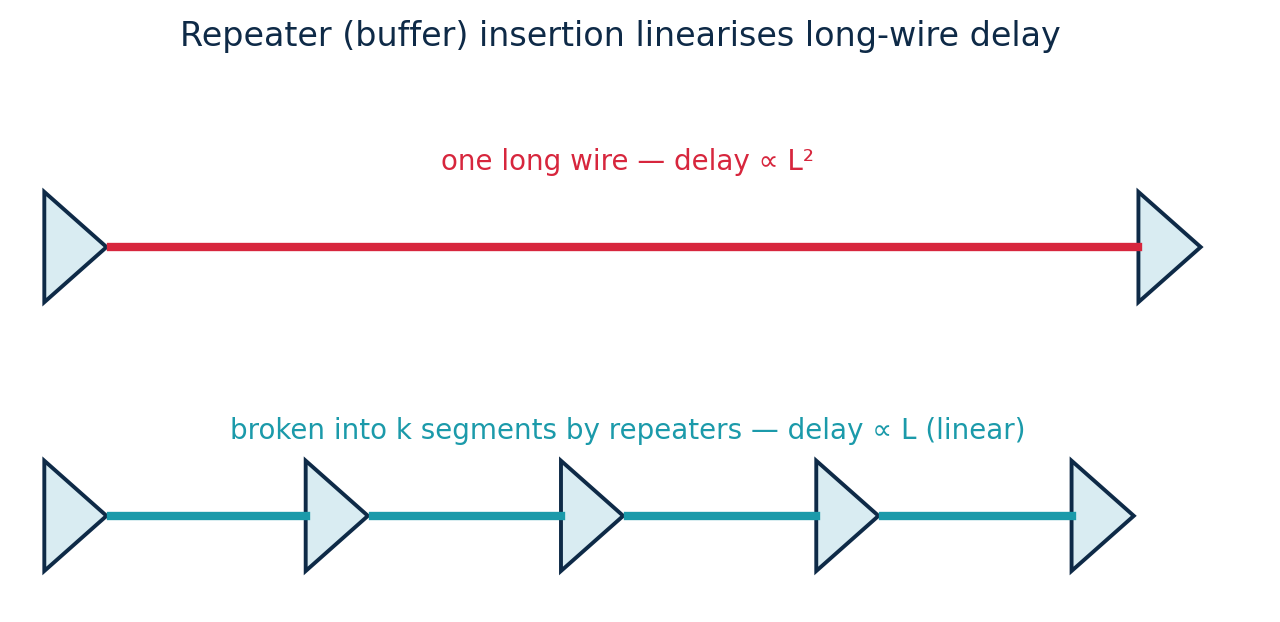 Repeater (buffer) insertion linearises long-wire delay
one long wire — delay ∝ L²
broken into k segments by repeaters — delay ∝ L (linear)